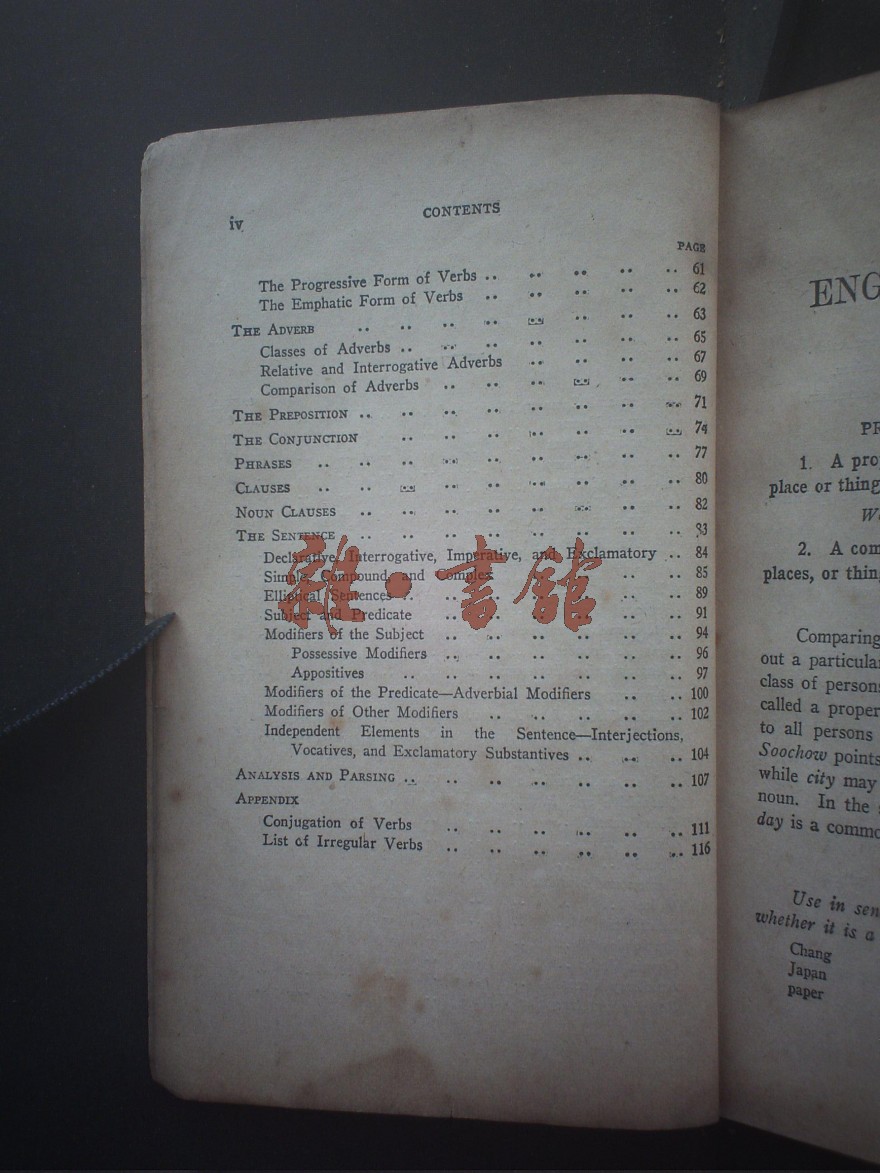 iv CONTENTS
PAGE
The Progressive Form of Verbs .. .. .. .. .. 61
The Emphatic Form of Verbs .. .. .. .. .. 62
THE ADVERB .. .. .. .. .. .. .. .. 63
Classes of Adverbs .. .. .. .. .. .. .. 65
Relative and Interrogative Adverbs .. .. .. .. 67
Comparison of Adverbs .. .. .. .. .. .. 69
THE PREPOSITION .. .. .. .. .. .. .. .. 71
THE CONJUNCTION .. .. .. .. .. .. .. 74
PHRASES .. .. .. .. .. .. .. .. .. 77
CLAUSES .. .. .. .. .. .. .. .. .. 80
NOUN CLAUSES .. .. .. .. .. .. .. .. 82
THE SENTENCE .. .. .. .. .. .. .. .. 83
Declarative, Interrogative, Imperative, and Exclamatory .. 84
Simple, Compound, and Complex .. .. .. .. 85
Elliptical Sentences .. .. .. .. .. .. .. 89
Subject and Predicate .. .. .. .. .. .. 91
Modifiers of the Subject .. .. .. .. .. .. 94
Possessive Modifiers .. .. .. .. .. .. 96
Appositives .. .. .. .. .. .. .. 97
Modifiers of the Predicate—Adverbial Modifiers .. .. 100
Modifiers of Other Modifiers .. .. .. .. .. 102
Independent Elements in the Sentence—Interjections,
Vocatives, and Exclamatory Substantives .. .. .. 104
ANALYSIS AND PARSING .. .. .. .. .. .. .. 107
APPENDIX
Conjugation of Verbs .. .. .. .. .. .. 111
List of Irregular Verbs .. .. .. .. .. .. 116
雜·書館
ENG
PR
1. A prop
place or thing
2. A com
places, or thin
Comparing
out a particula
class of person
called a proper
to all persons
Soochow points
while city may
noun. In the
day is a commo
Use in sen
whether it is a
Chang
Japan
paper